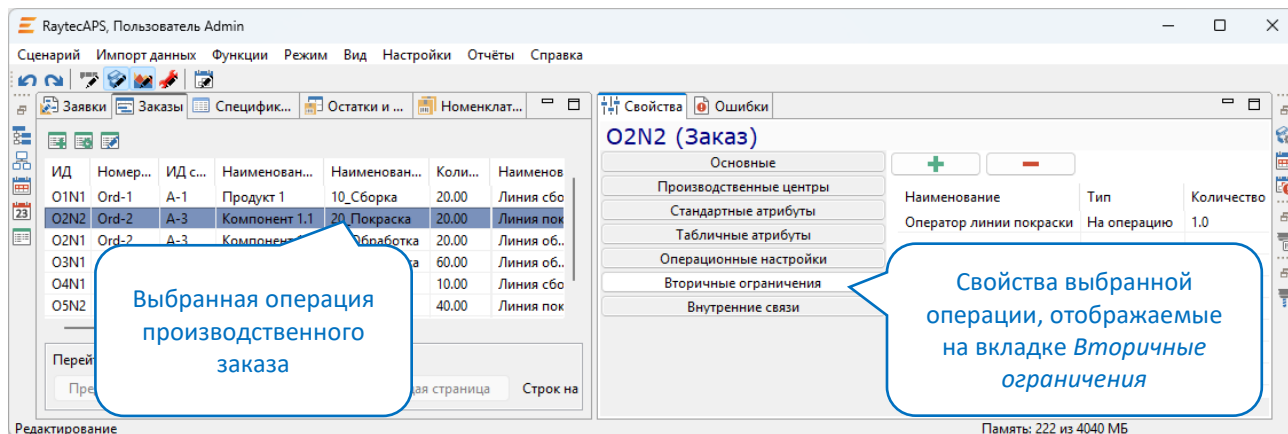 RaytecAPS, Пользователь Admin
Сценарий Импорт данных Функции Режим Вид Настройки Отчёты Справка
Заявки Заказы Специфик... Остатки и ... Номенклат...
Свойства Ошибки
O2N2 (Заказ)
ИД Номер... ИД с... Наименован... Наименован... Коли... Наименов
O1N1 Ord-1 A-1 Продукт 1 10_Сборка 20.00 Линия сбо
O2N2 Ord-2 A-3 Компонент 1.1 20_Покраска 20.00 Линия пок
O2N1 Ord-2 A-3 Обработка 20.00 Линия об...
O3N1 60.00 Линия об...
O4N1 10.00 Линия сбо
O5N2 40.00 Линия пок
23
Строк на
Выбранная операция
производственного
заказа
Основные
Производственные центры
Стандартные атрибуты
Табличные атрибуты
Операционные настройки
Вторичные ограничения
Внутренние связи
Наименование Тип Количество
Оператор линии покраски На операцию 1.0
Свойства выбранной
операции, отображаемые
на вкладке Вторичные
ограничения
Редактирование
Память: 222 из 4040 МБ